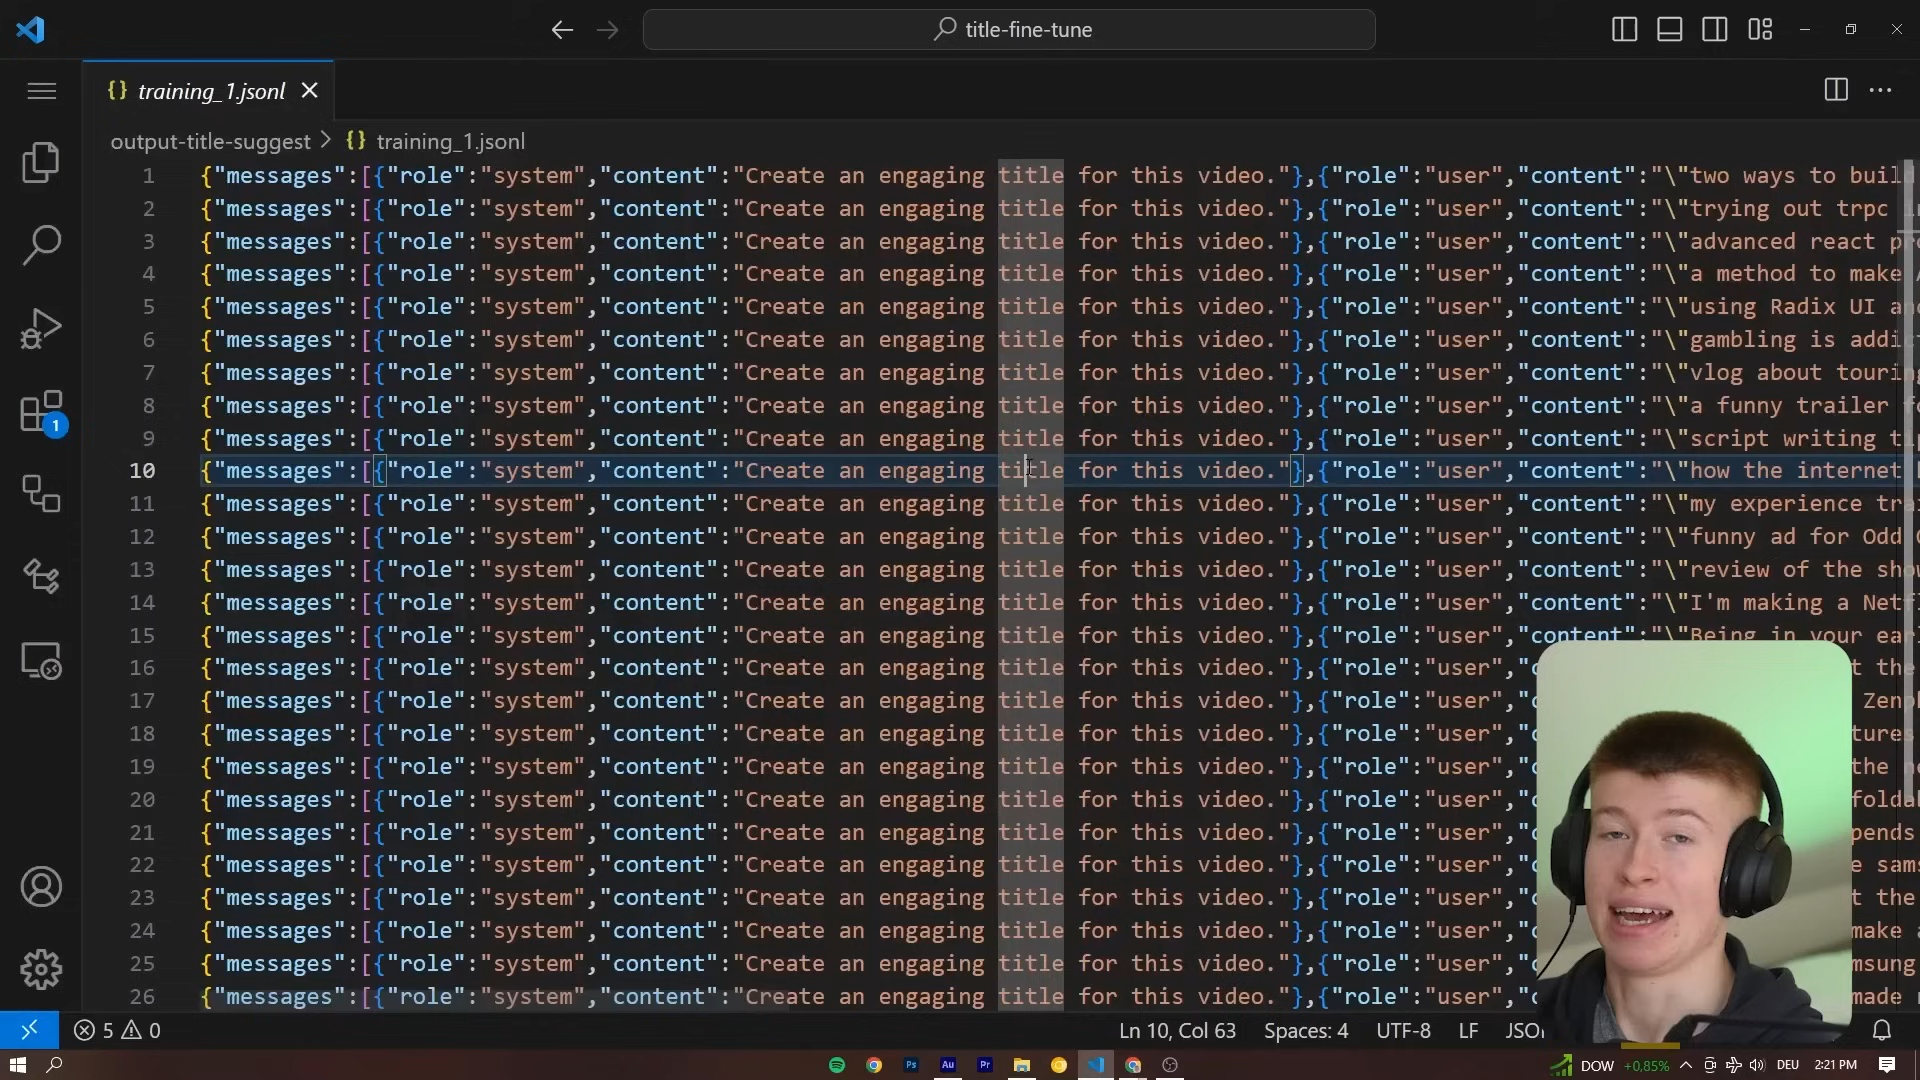 title-fine-tune
training_1.jsonl
output-title-suggest > {} training_1.jsonl
1 {"messages":[{"role":"system","content":"Create an engaging title for this video."},{"role":"user","content":"\"two ways to build
2 {"messages":[{"role":"system","content":"Create an engaging title for this video."},{"role":"user","content":"\"trying out trpc
3 {"messages":[{"role":"system","content":"Create an engaging title for this video."},{"role":"user","content":"\"advanced react
4 {"messages":[{"role":"system","content":"Create an engaging title for this video."},{"role":"user","content":"\"a method to make
5 {"messages":[{"role":"system","content":"Create an engaging title for this video."},{"role":"user","content":"\"using Radix UI
6 {"messages":[{"role":"system","content":"Create an engaging title for this video."},{"role":"user","content":"\"gambling is
7 {"messages":[{"role":"system","content":"Create an engaging title for this video."},{"role":"user","content":"\"vlog about
8 {"messages":[{"role":"system","content":"Create an engaging title for this video."},{"role":"user","content":"\"a funny trailer
9 {"messages":[{"role":"system","content":"Create an engaging title for this video."},{"role":"user","content":"\"script writing
10 {"messages":[{"role":"system","content":"Create an engaging title for this video."},{"role":"user","content":"\"how the internet
11 {"messages":[{"role":"system","content":"Create an engaging title for this video."},{"role":"user","content":"\"my experience
12 {"messages":[{"role":"system","content":"Create an engaging title for this video."},{"role":"user","content":"\"funny ad for Odd
13 {"messages":[{"role":"system","content":"Create an engaging title for this video."},{"role":"user","content":"\"review of the
14 {"messages":[{"role":"system","content":"Create an engaging title for this video."},{"role":"user","content":"\"I'm making a
15 {"messages":[{"role":"system","content":"Create an engaging title for this video."},{"role":"user","content":"\"Being in your
16 {"messages":[{"role":"system","content":"Create an engaging title for this video."},{"role":"user","c the
17 {"messages":[{"role":"system","content":"Create an engaging title for this video."},{"role":"user","c
18 {"messages":[{"role":"system","content":"Create an engaging title for this video."},{"role":"user","c
19 {"messages":[{"role":"system","content":"Create an engaging title for this video."},{"role":"user","c the
20 {"messages":[{"role":"system","content":"Create an engaging title for this video."},{"role":"user","c
21 {"messages":[{"role":"system","content":"Create an engaging title for this video."},{"role":"user","c
22 {"messages":[{"role":"system","content":"Create an engaging title for this video."},{"role":"user","c
23 {"messages":[{"role":"system","content":"Create an engaging title for this video."},{"role":"user","c the
24 {"messages":[{"role":"system","content":"Create an engaging title for this video."},{"role":"user","c make
25 {"messages":[{"role":"system","content":"Create an engaging title for this video."},{"role":"user","c
26 {"messages":[{"role":"system","content":"Create an engaging title for this video."},{"role":"user","c made
1
5 0 Ln 10, Col 63 Spaces: 4 UTF-8 LF
Ps Au Pr DOW +0,85% DEU 2:21 PM